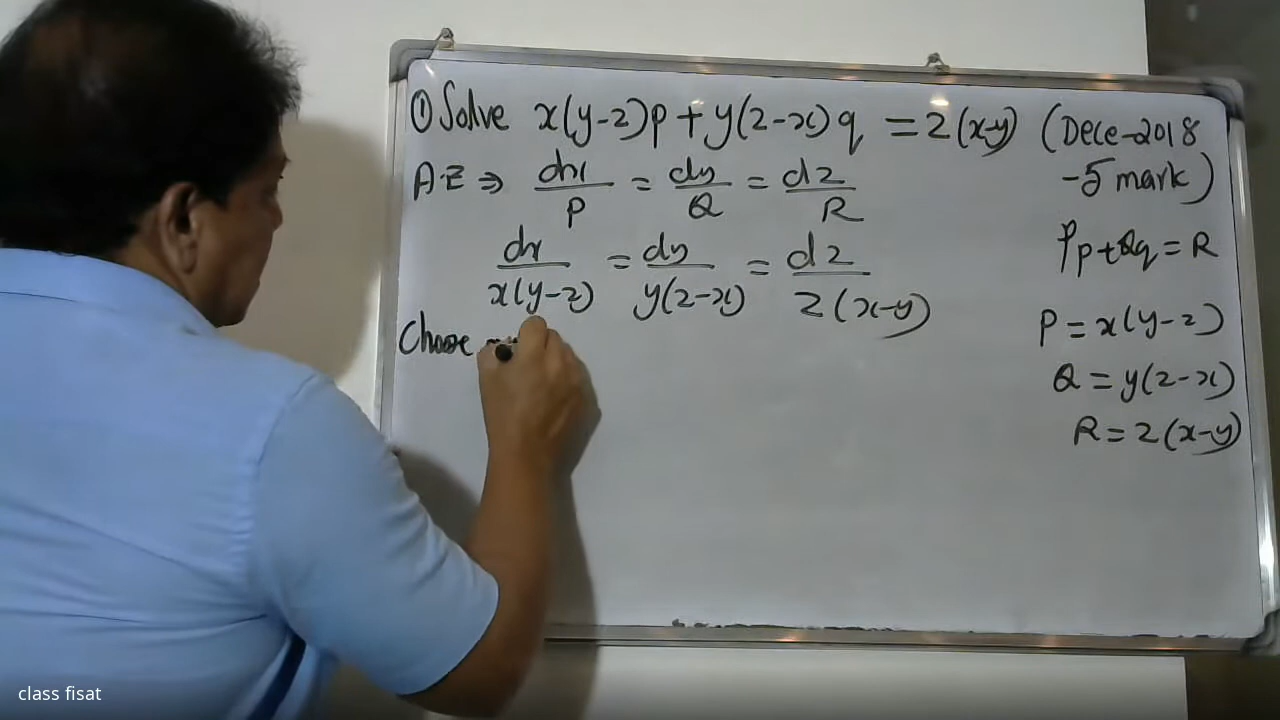 ① Solve x(y-z)p + y(z-x)q = z(x-y) (Dece-2018
-5 mark)
A.E ⇒ dx/P = dy/Q = dz/R
Pp+Qq = R
dx/x(y-z) = dy/y(z-x) = dz/z(x-y)
P = x(y-z)
Choose
Q = y(z-x)
R = z(x-y)
class fisat